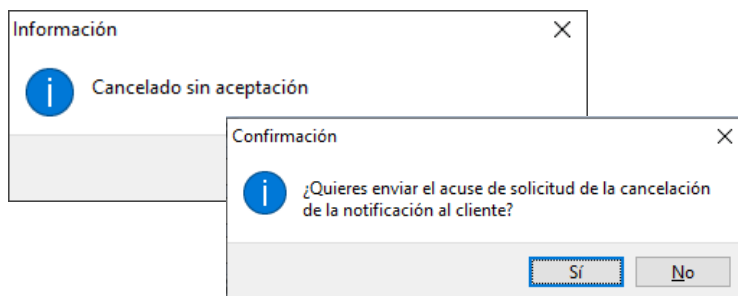 Información
Cancelado sin aceptación
Confirmación
¿Quieres enviar el acuse de solicitud de la cancelación
de la notificación al cliente?
Sí
No